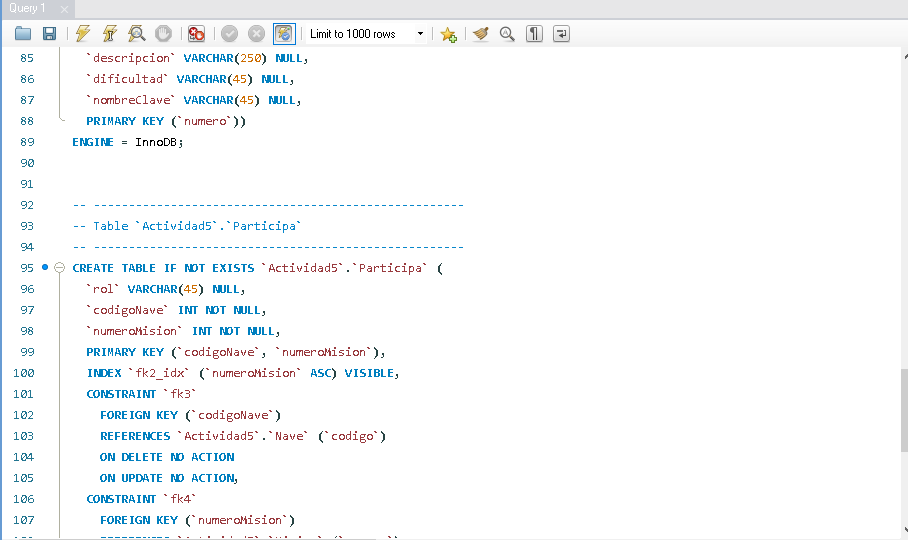 Query 1
Limit to 1000 rows
85 `descripcion` VARCHAR(250) NULL,
86 `dificultad` VARCHAR(45) NULL,
87 `nombreClave` VARCHAR(45) NULL,
88 PRIMARY KEY (`numero`))
89 ENGINE = InnoDB;
90
91
92 -- -----------------------------------------------------
93 -- Table `Actividad5`.`Participa`
94 -- -----------------------------------------------------
95 CREATE TABLE IF NOT EXISTS `Actividad5`.`Participa` (
96 `rol` VARCHAR(45) NULL,
97 `codigoNave` INT NOT NULL,
98 `numeroMision` INT NOT NULL,
99 PRIMARY KEY (`codigoNave`, `numeroMision`),
100 INDEX `fk2_idx` (`numeroMision` ASC) VISIBLE,
101 CONSTRAINT `fk3`
102 FOREIGN KEY (`codigoNave`)
103 REFERENCES `Actividad5`.`Nave` (`codigo`)
104 ON DELETE NO ACTION
105 ON UPDATE NO ACTION,
106 CONSTRAINT `fk4`
107 FOREIGN KEY (`numeroMision`)